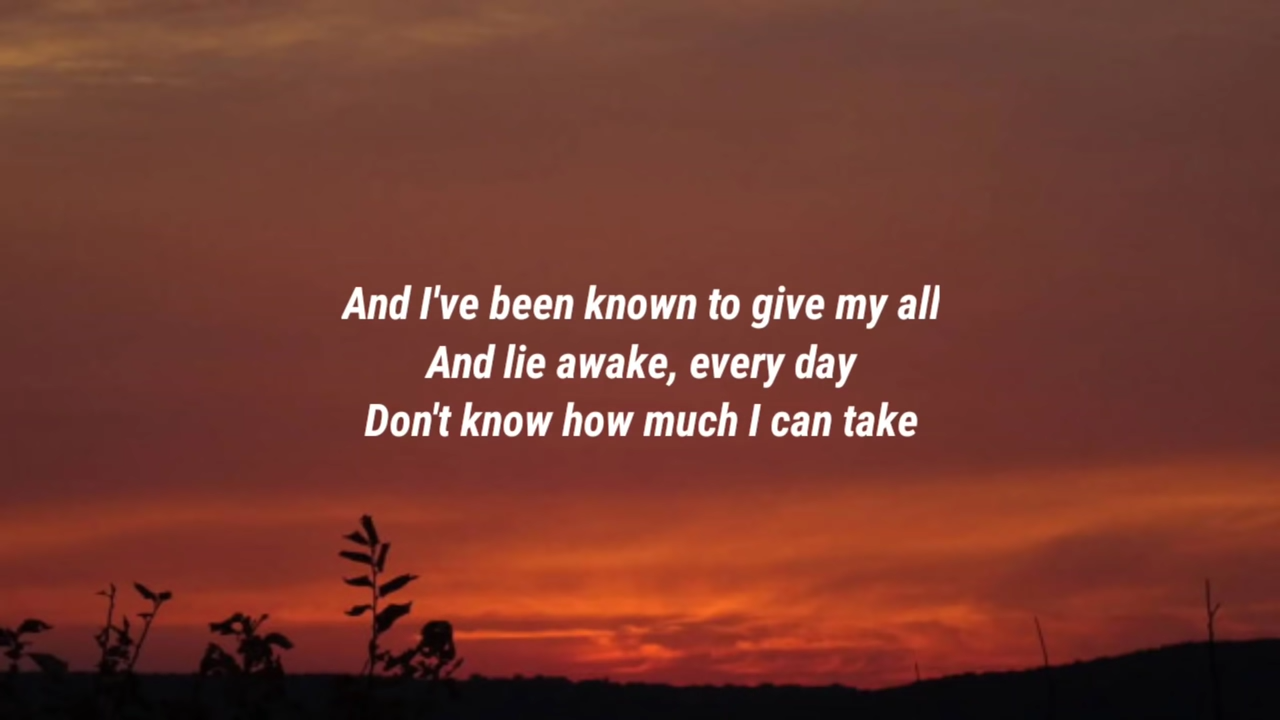 And I've been known to give my all
And lie awake, every day
Don't know how much I can take